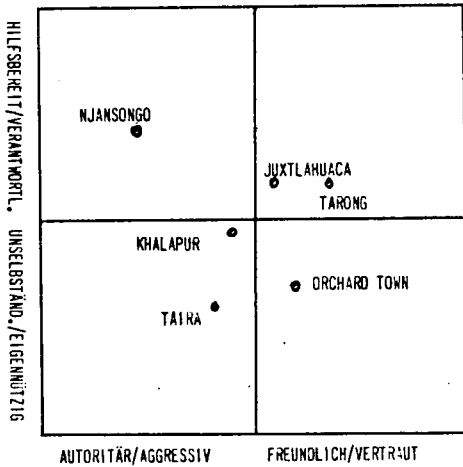 HILFSBEREIT/VERANTWORTL. UNSELBSTÄND./EIGENNÜTZIG
NJANSONGO
JUXTLAHUACA
TARONG
KHALAPUR
ORCHARD TOWN
TAIRA
AUTORITÄR/AGGRESSIV FREUNDLICH/VERTRAUT